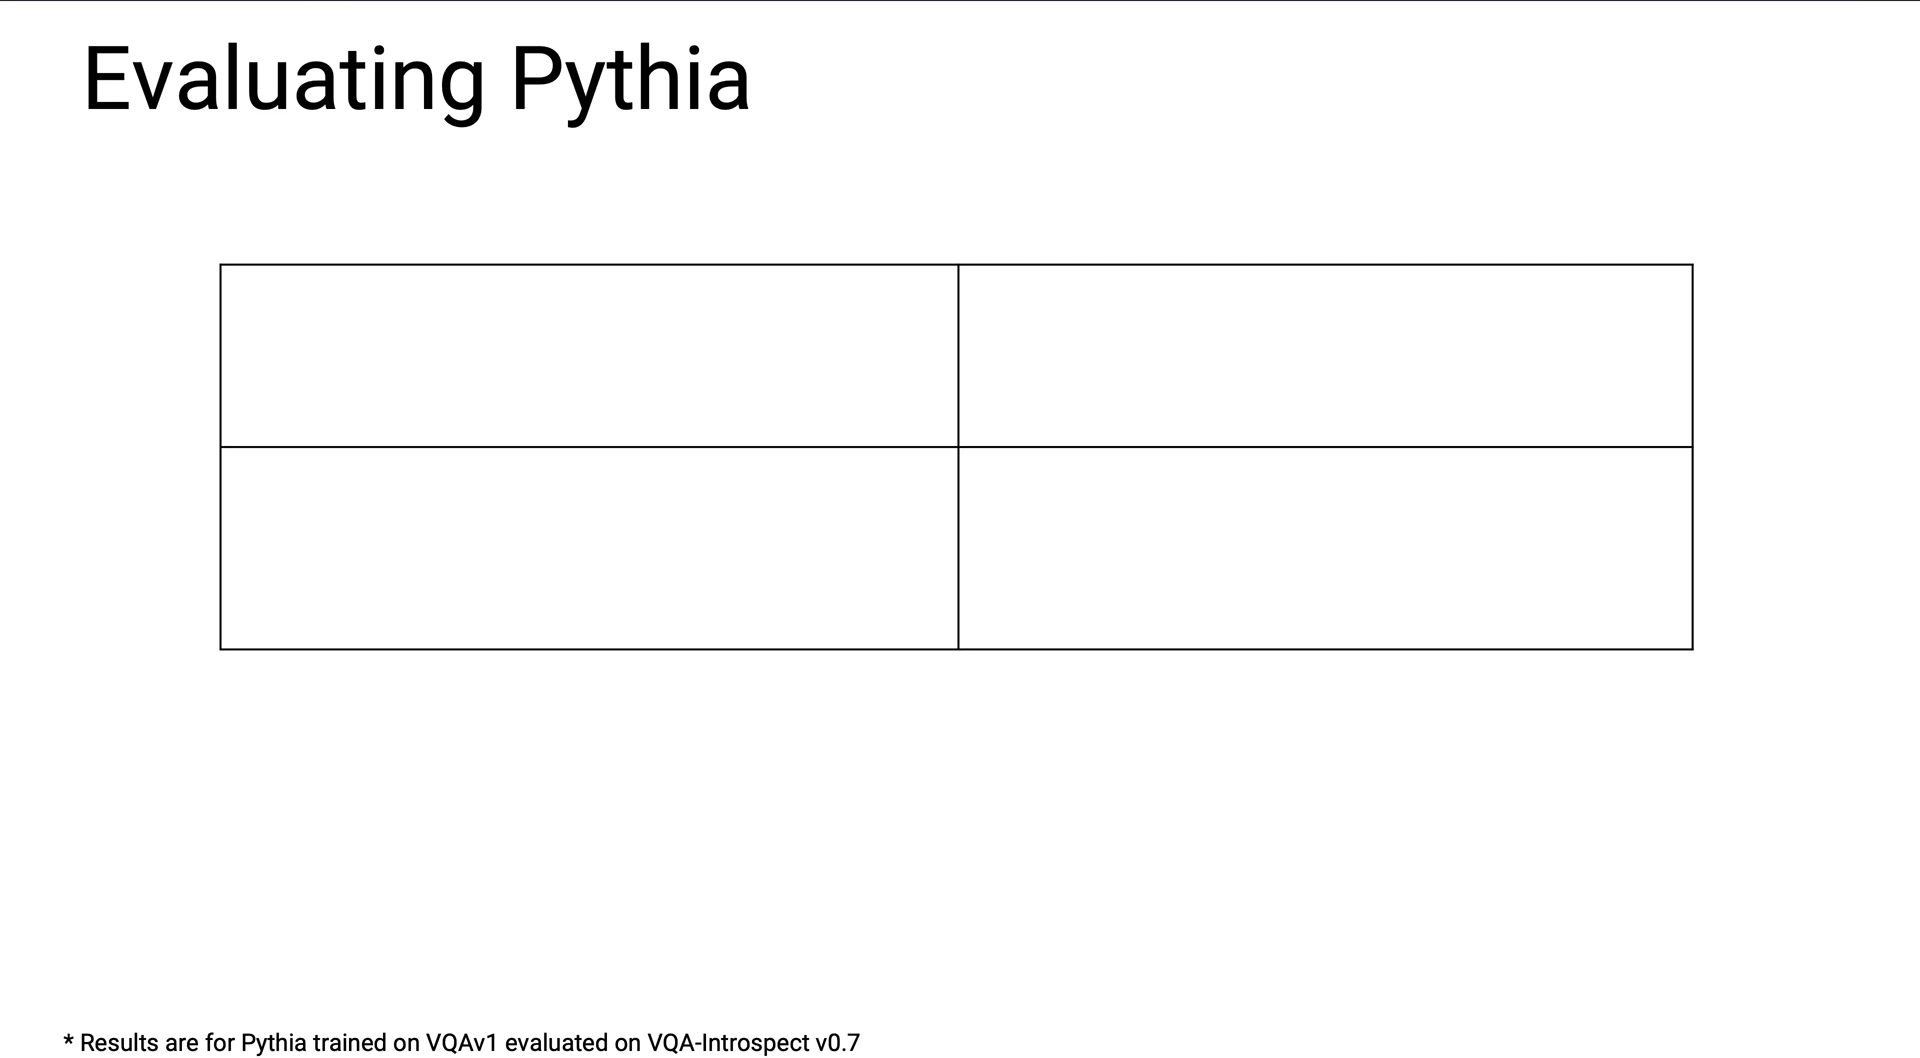 Evaluating Pythia
* Results are for Pythia trained on VQAv1 evaluated on VQA-Introspect v0.7